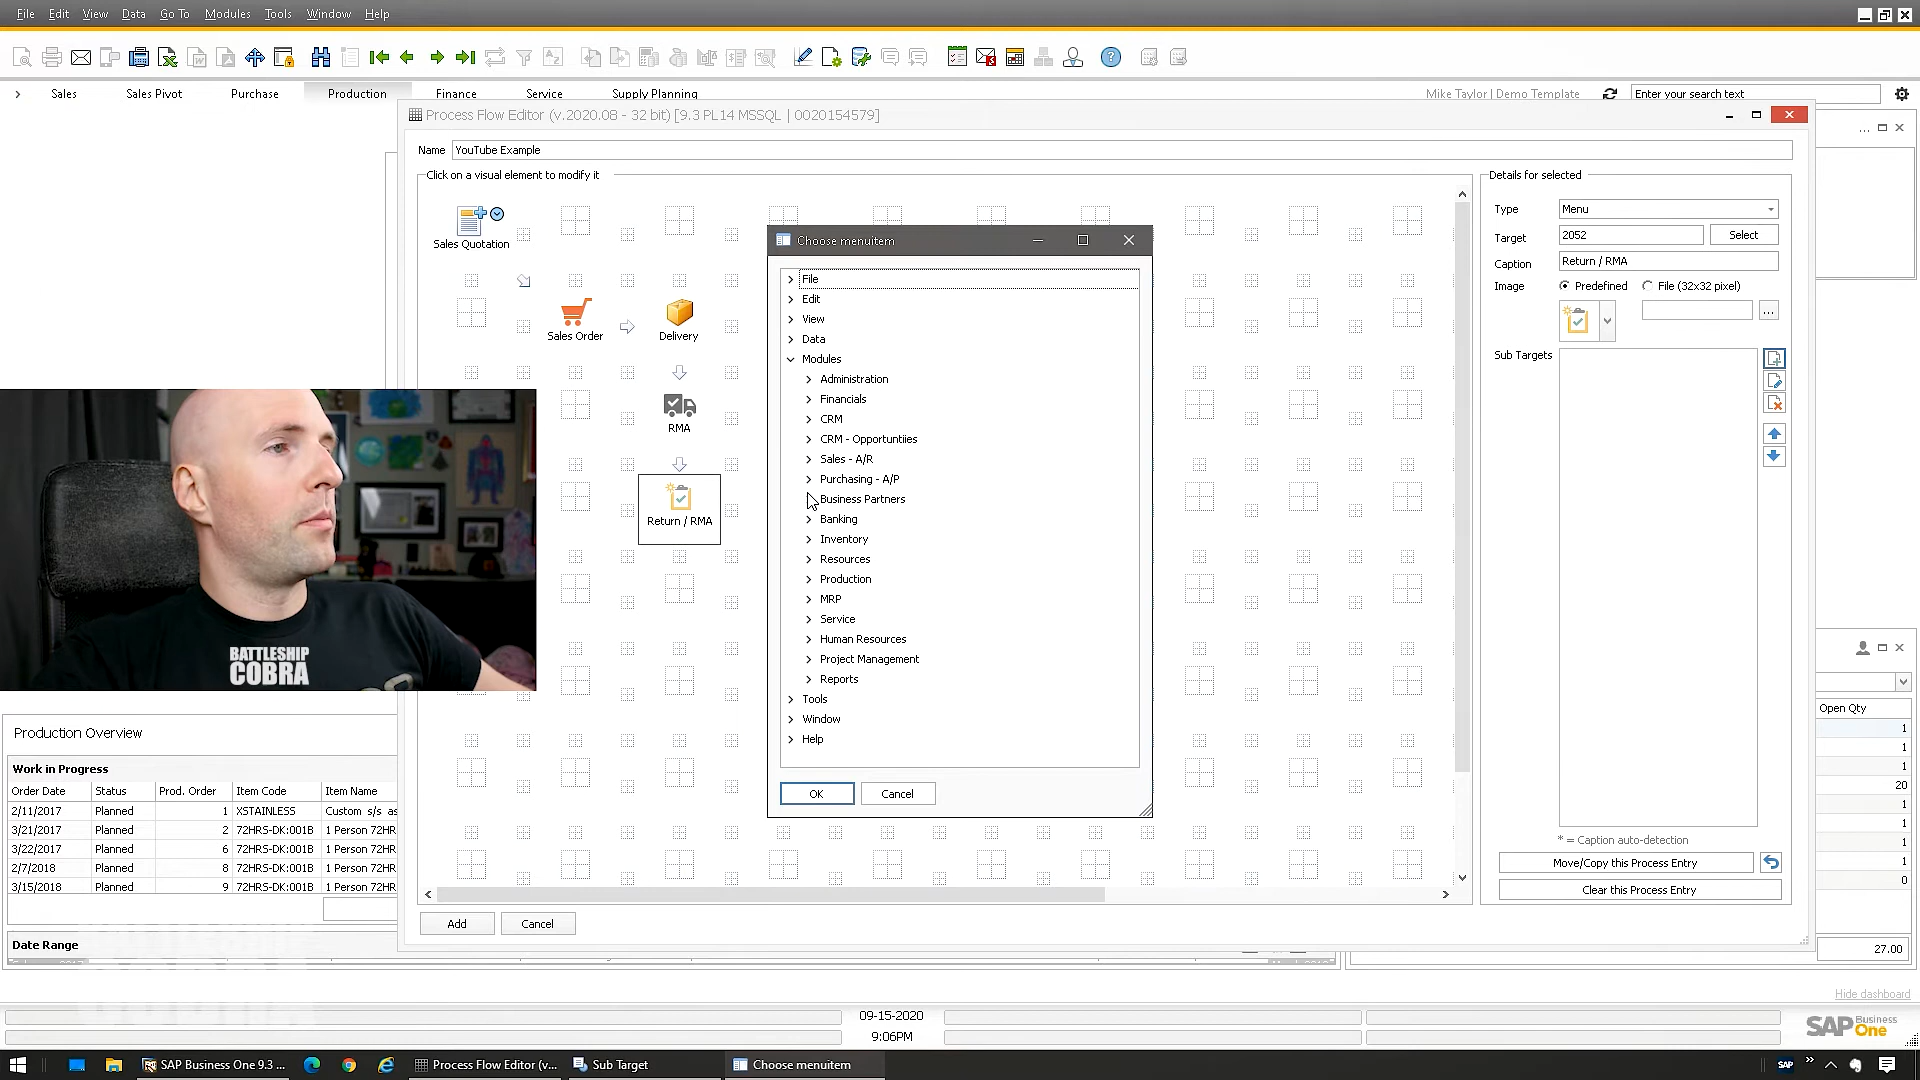 File Edit View Data Go To Modules Tools Window Help
Sales Sales Pivot Purchase Production Finance Service Supply Planning Mike Taylor | Demo Template Enter your search text
Process Flow Editor (v.2020.08 - 32 bit) [9.3 PL14 MSSQL | 0020154579]
Name YouTube Example
Click on a visual element to modify it
Sales Quotation
Sales Order
Delivery
RMA
Return / RMA
Choose menuitem
File
Edit
View
Data
Modules
Administration
Financials
CRM
CRM - Opportuntiies
Sales - A/R
Purchasing - A/P
Business Partners
Banking
Inventory
Resources
Production
MRP
Service
Human Resources
Project Management
Reports
Tools
Window
Help
OK Cancel
Details for selected
Type Menu
Target 2052 Select
Caption Return / RMA
Image Predefined File (32x32 pixel)
...
Sub Targets
* = Caption auto-detection
Move/Copy this Process Entry
Clear this Process Entry
Add Cancel
BATTLESHIP
COBRA
Production Overview
Work in Progress
Order Date Status Prod. Order Item Code Item Name
2/11/2017 Planned 1 XSTAINLESS Custom s/s as
3/21/2017 Planned 2 72HRS-DK:001B 1 Person 72HR
3/22/2017 Planned 6 72HRS-DK:001B 1 Person 72HR
2/7/2018 Planned 8 72HRS-DK:001B 1 Person 72HR
3/15/2018 Planned 9 72HRS-DK:001B 1 Person 72HR
Date Range
Open Qty
1
1
1
20
1
1
1
1
0
27.00
Hide dashboard
09-15-2020
9:06PM
SAP Business One
SAP Business One 9.3 ... Process Flow Editor (v... Sub Target Choose menuitem SAP